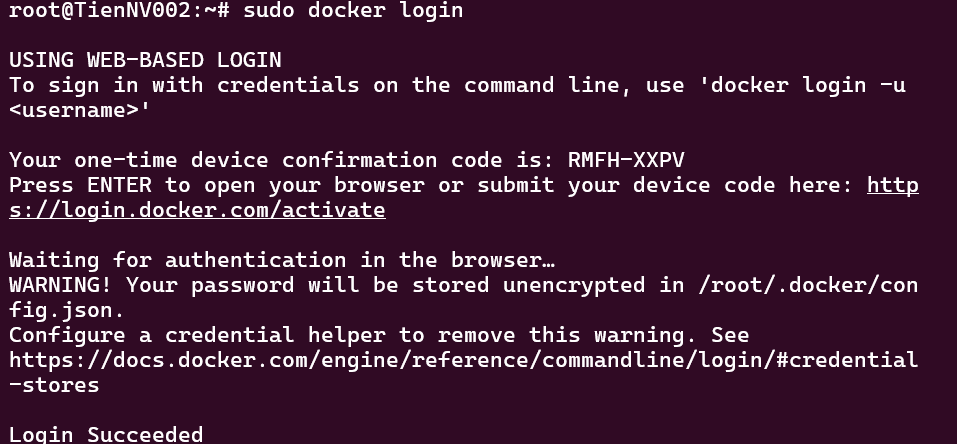 root@TienNV002:~# sudo docker login
USING WEB-BASED LOGIN
To sign in with credentials on the command line, use 'docker login -u
<username>'
Your one-time device confirmation code is: RMFH-XXPV
Press ENTER to open your browser or submit your device code here: http
s://login.docker.com/activate
Waiting for authentication in the browser…
WARNING! Your password will be stored unencrypted in /root/.docker/con
fig.json.
Configure a credential helper to remove this warning. See
https://docs.docker.com/engine/reference/commandline/login/#credential
-stores
Login Succeeded